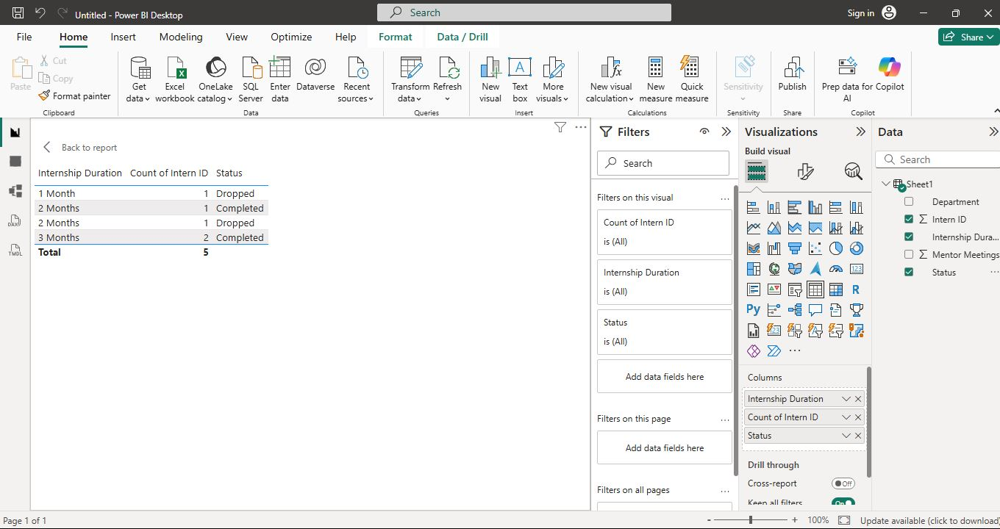 Untitled - Power BI Desktop
Search
Sign in
File Home Insert Modeling View Optimize Help Format Data / Drill
Share
Paste
Cut
Copy
Format painter
Clipboard
Get data
Excel workbook
OneLake catalog
SQL Server
Enter data
Dataverse
Recent sources
Data
Transform data
Refresh
Queries
New visual
Text box
More visuals
Insert
New visual calculation
New measure
Quick measure
Calculations
Sensitivity
Sensitivity
Publish
Share
Prep data for AI
Copilot
Copilot
DAX
TMDL
Back to report
Internship Duration Count of Intern ID Status
1 Month 1 Dropped
2 Months 1 Completed
2 Months 1 Dropped
3 Months 2 Completed
Total 5
Filters
Search
Filters on this visual ...
Count of Intern ID
is (All)
Internship Duration
is (All)
Status
is (All)
Add data fields here
Filters on this page ...
Add data fields here
Filters on all pages ...
Visualizations
Build visual
123
R
Py
123
Columns
Internship Duration
Count of Intern ID
Status
Drill through
Cross-report Off
Keep all filters On
Data
Search
Sheet1
Department
Σ Intern ID
Internship Dura...
Σ Mentor Meetings
Status ...
Page 1 of 1
- + 100%
Update available (click to download)